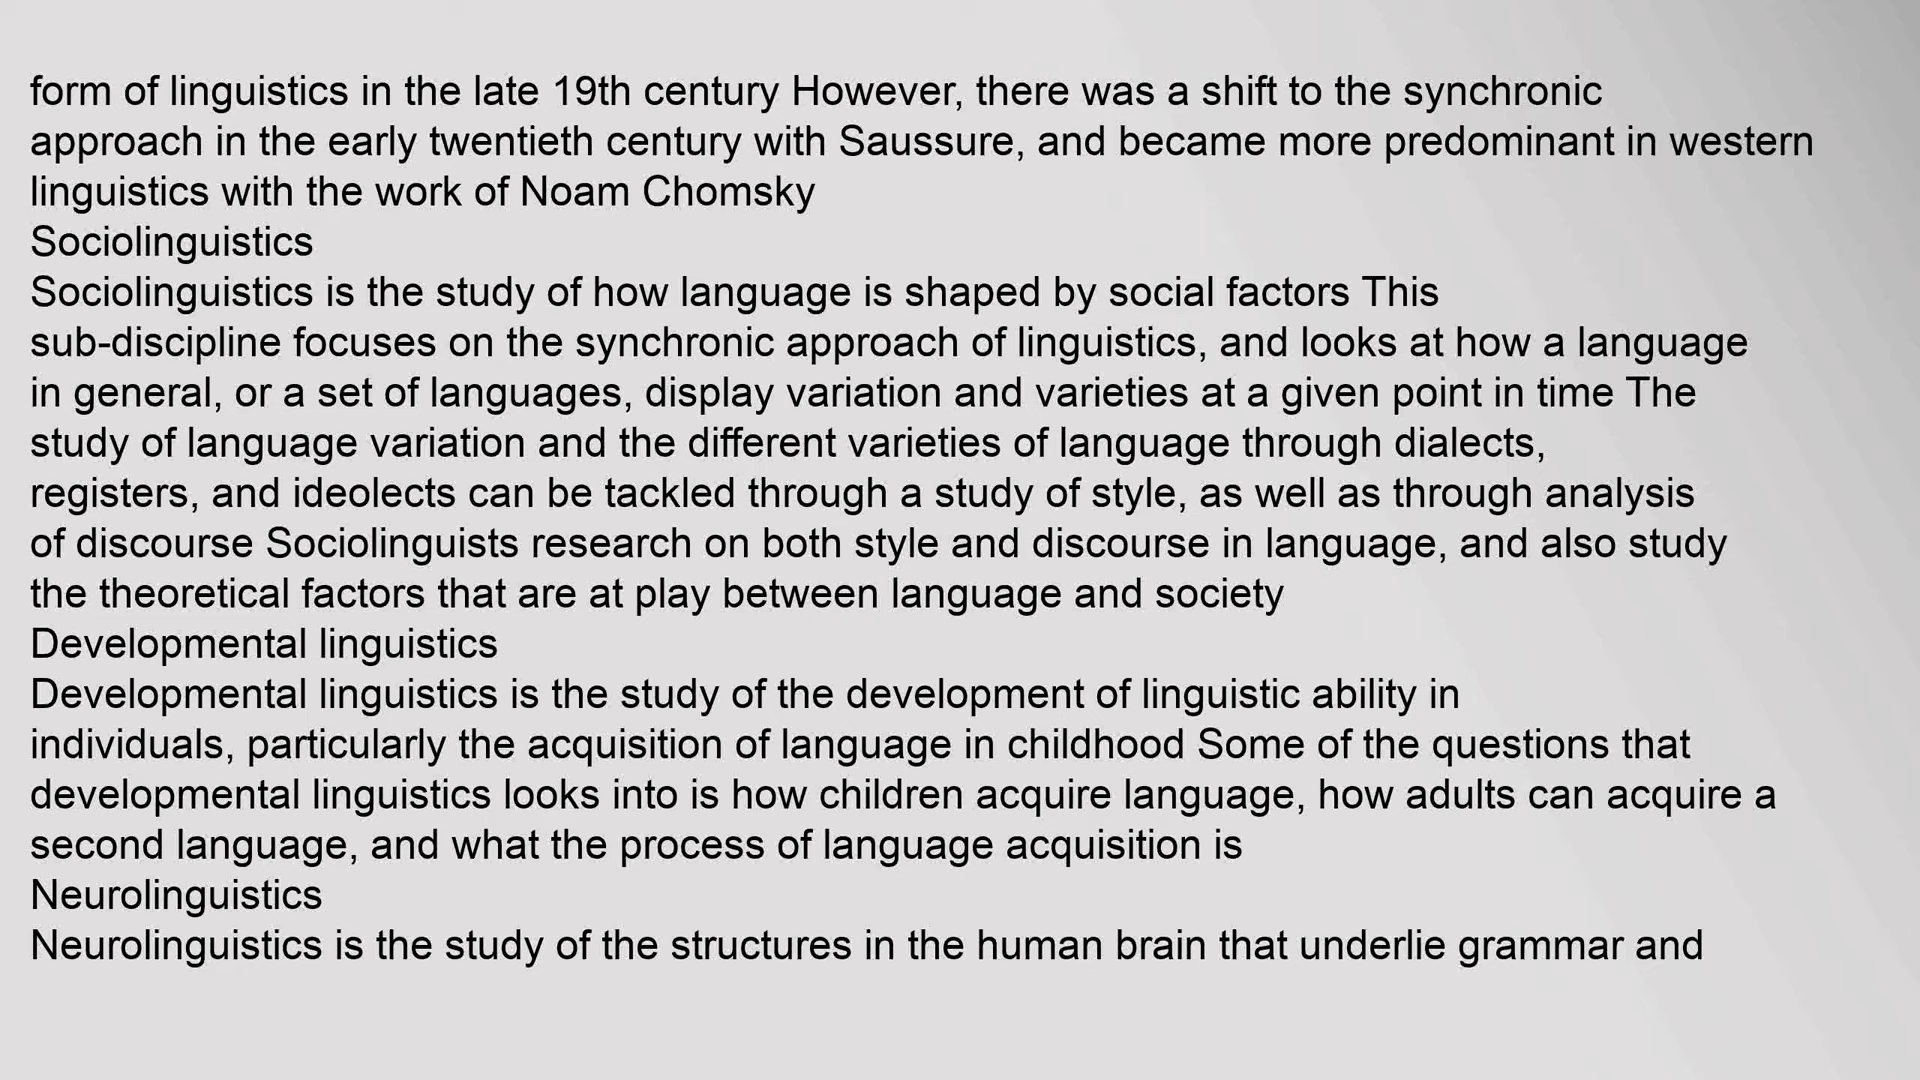 form of linguistics in the late 19th century However, there was a shift to the synchronic
approach in the early twentieth century with Saussure, and became more predominant in western
linguistics with the work of Noam Chomsky
Sociolinguistics
Sociolinguistics is the study of how language is shaped by social factors This
sub-discipline focuses on the synchronic approach of linguistics, and looks at how a language
in general, or a set of languages, display variation and varieties at a given point in time The
study of language variation and the different varieties of language through dialects,
registers, and ideolects can be tackled through a study of style, as well as through analysis
of discourse Sociolinguists research on both style and discourse in language, and also study
the theoretical factors that are at play between language and society
Developmental linguistics
Developmental linguistics is the study of the development of linguistic ability in
individuals, particularly the acquisition of language in childhood Some of the questions that
developmental linguistics looks into is how children acquire language, how adults can acquire a
second language, and what the process of language acquisition is
Neurolinguistics
Neurolinguistics is the study of the structures in the human brain that underlie grammar and